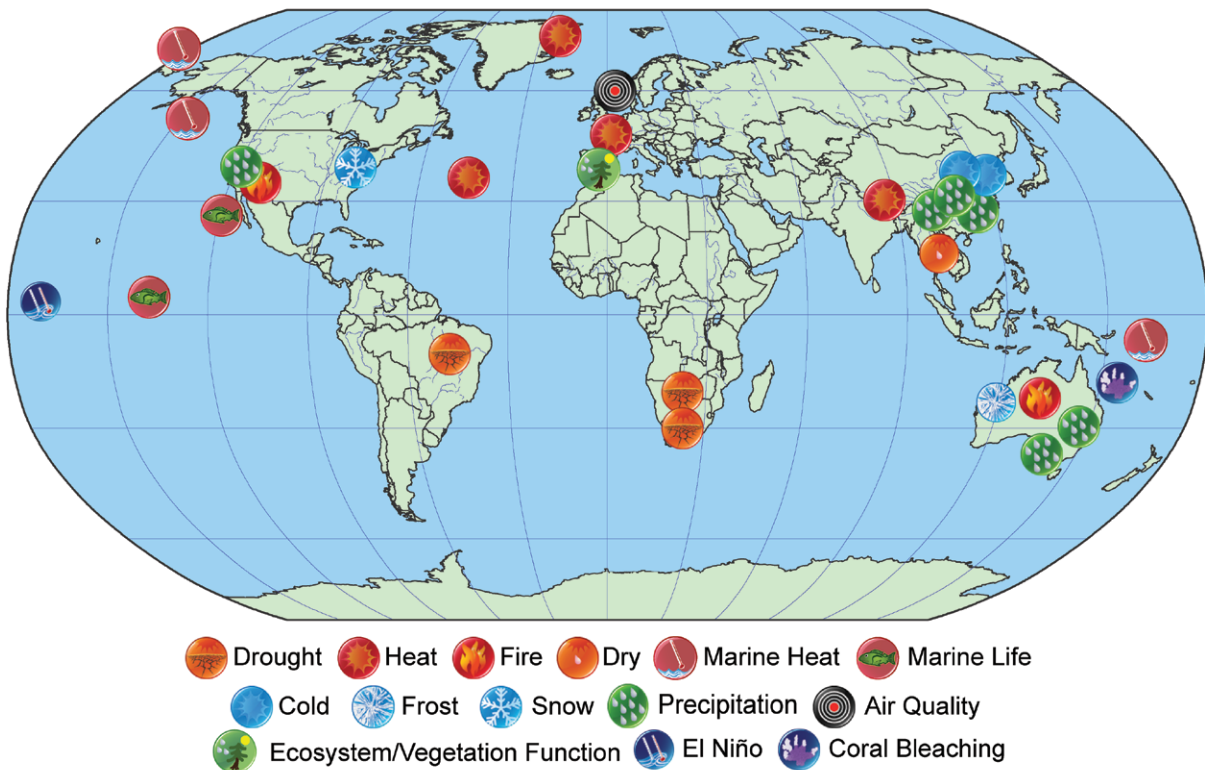 Drought Heat Fire Dry Marine Heat Marine Life
Cold Frost Snow Precipitation Air Quality
Ecosystem/Vegetation Function El Niño Coral Bleaching